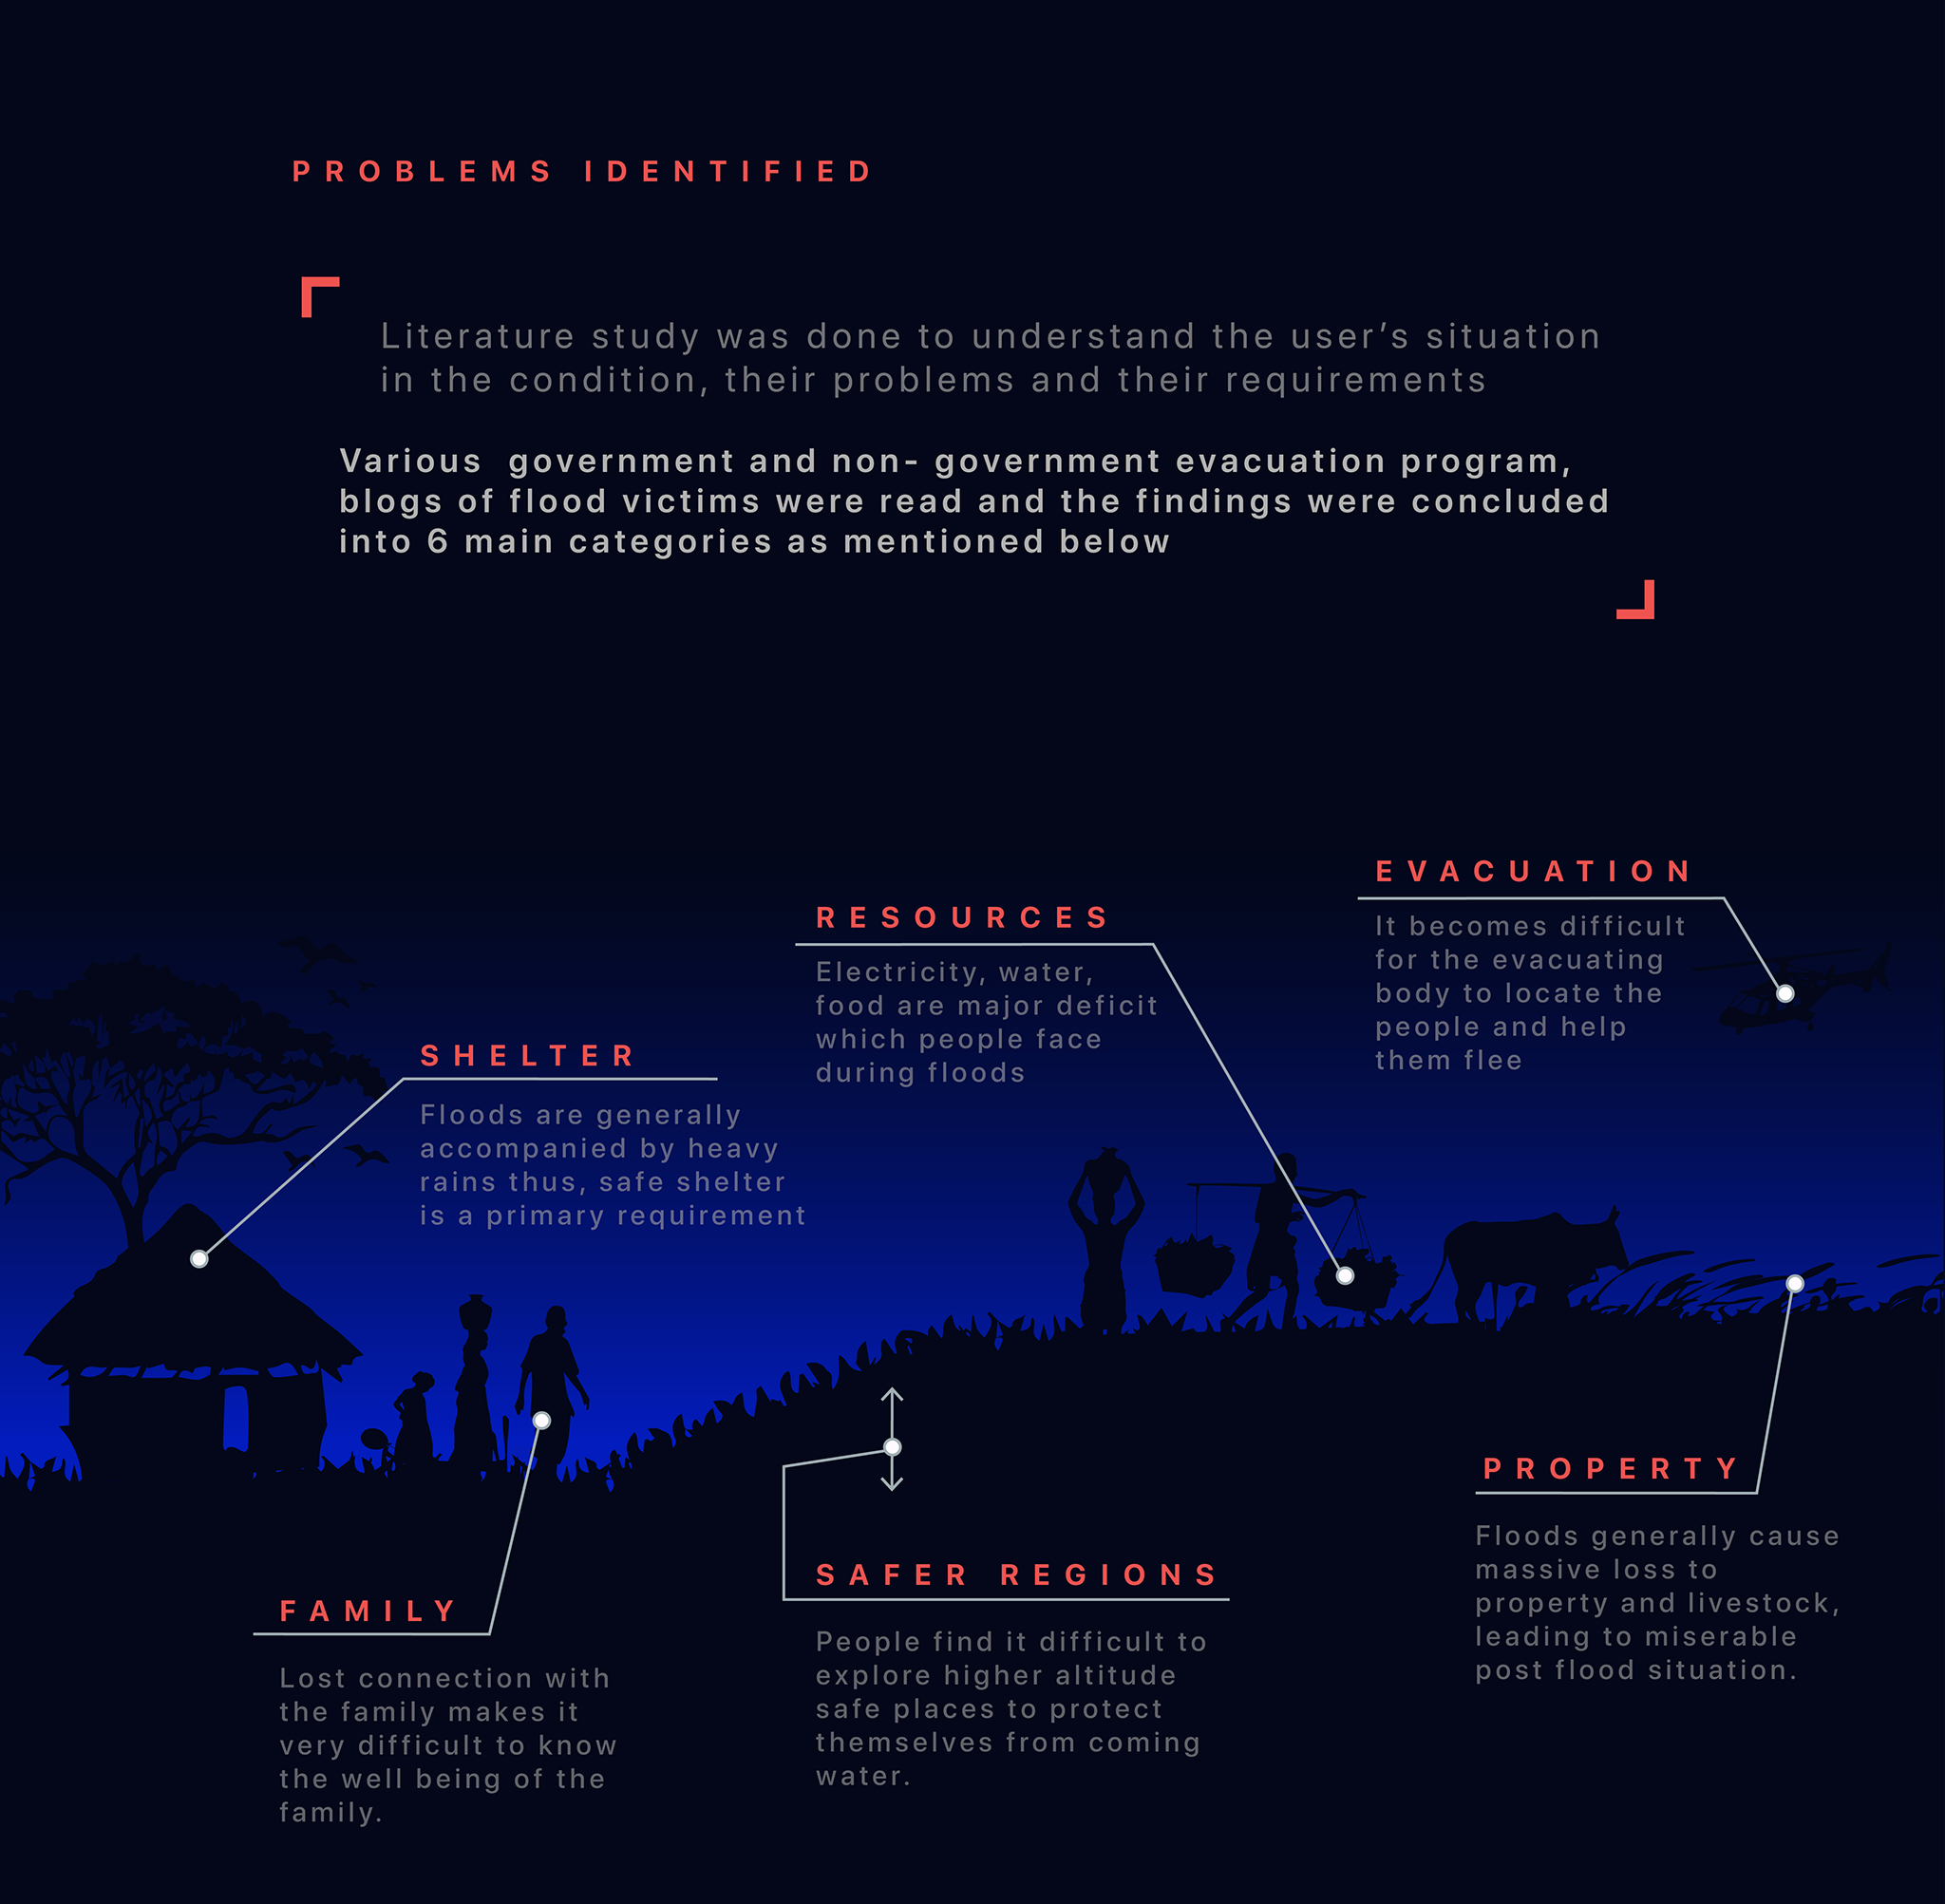 PROBLEMS IDENTIFIED
Literature study was done to understand the user’s situation
in the condition, their problems and their requirements
Various  government and non- government evacuation program,
blogs of flood victims were read and the findings were concluded
into 6 main categories as mentioned below
EVACUATION
It becomes difficult
for the evacuating
body to locate the
people and help
them flee
RESOURCES
Electricity, water,
food are major deficit
which people face
during floods
SHELTER
Floods are generally
accompanied by heavy
rains thus, safe shelter
is a primary requirement
PROPERTY
Floods generally cause
massive loss to
property and livestock,
leading to miserable
post flood situation.
SAFER REGIONS
People find it difficult to
explore higher altitude
safe places to protect
themselves from coming
water.
FAMILY
Lost connection with
the family makes it
very difficult to know
the well being of the
family.